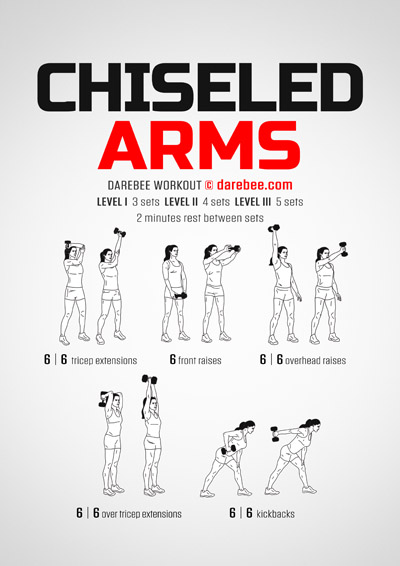 CHISELED
ARMS
DAREBEE WORKOUT © darebee.com
LEVEL I 3 sets LEVEL II 4 sets LEVEL III 5 sets
2 minutes rest between sets
6 | 6 tricep extensions
6 front raises
6 | 6 overhead raises
6 | 6 over tricep extensions
6 | 6 kickbacks